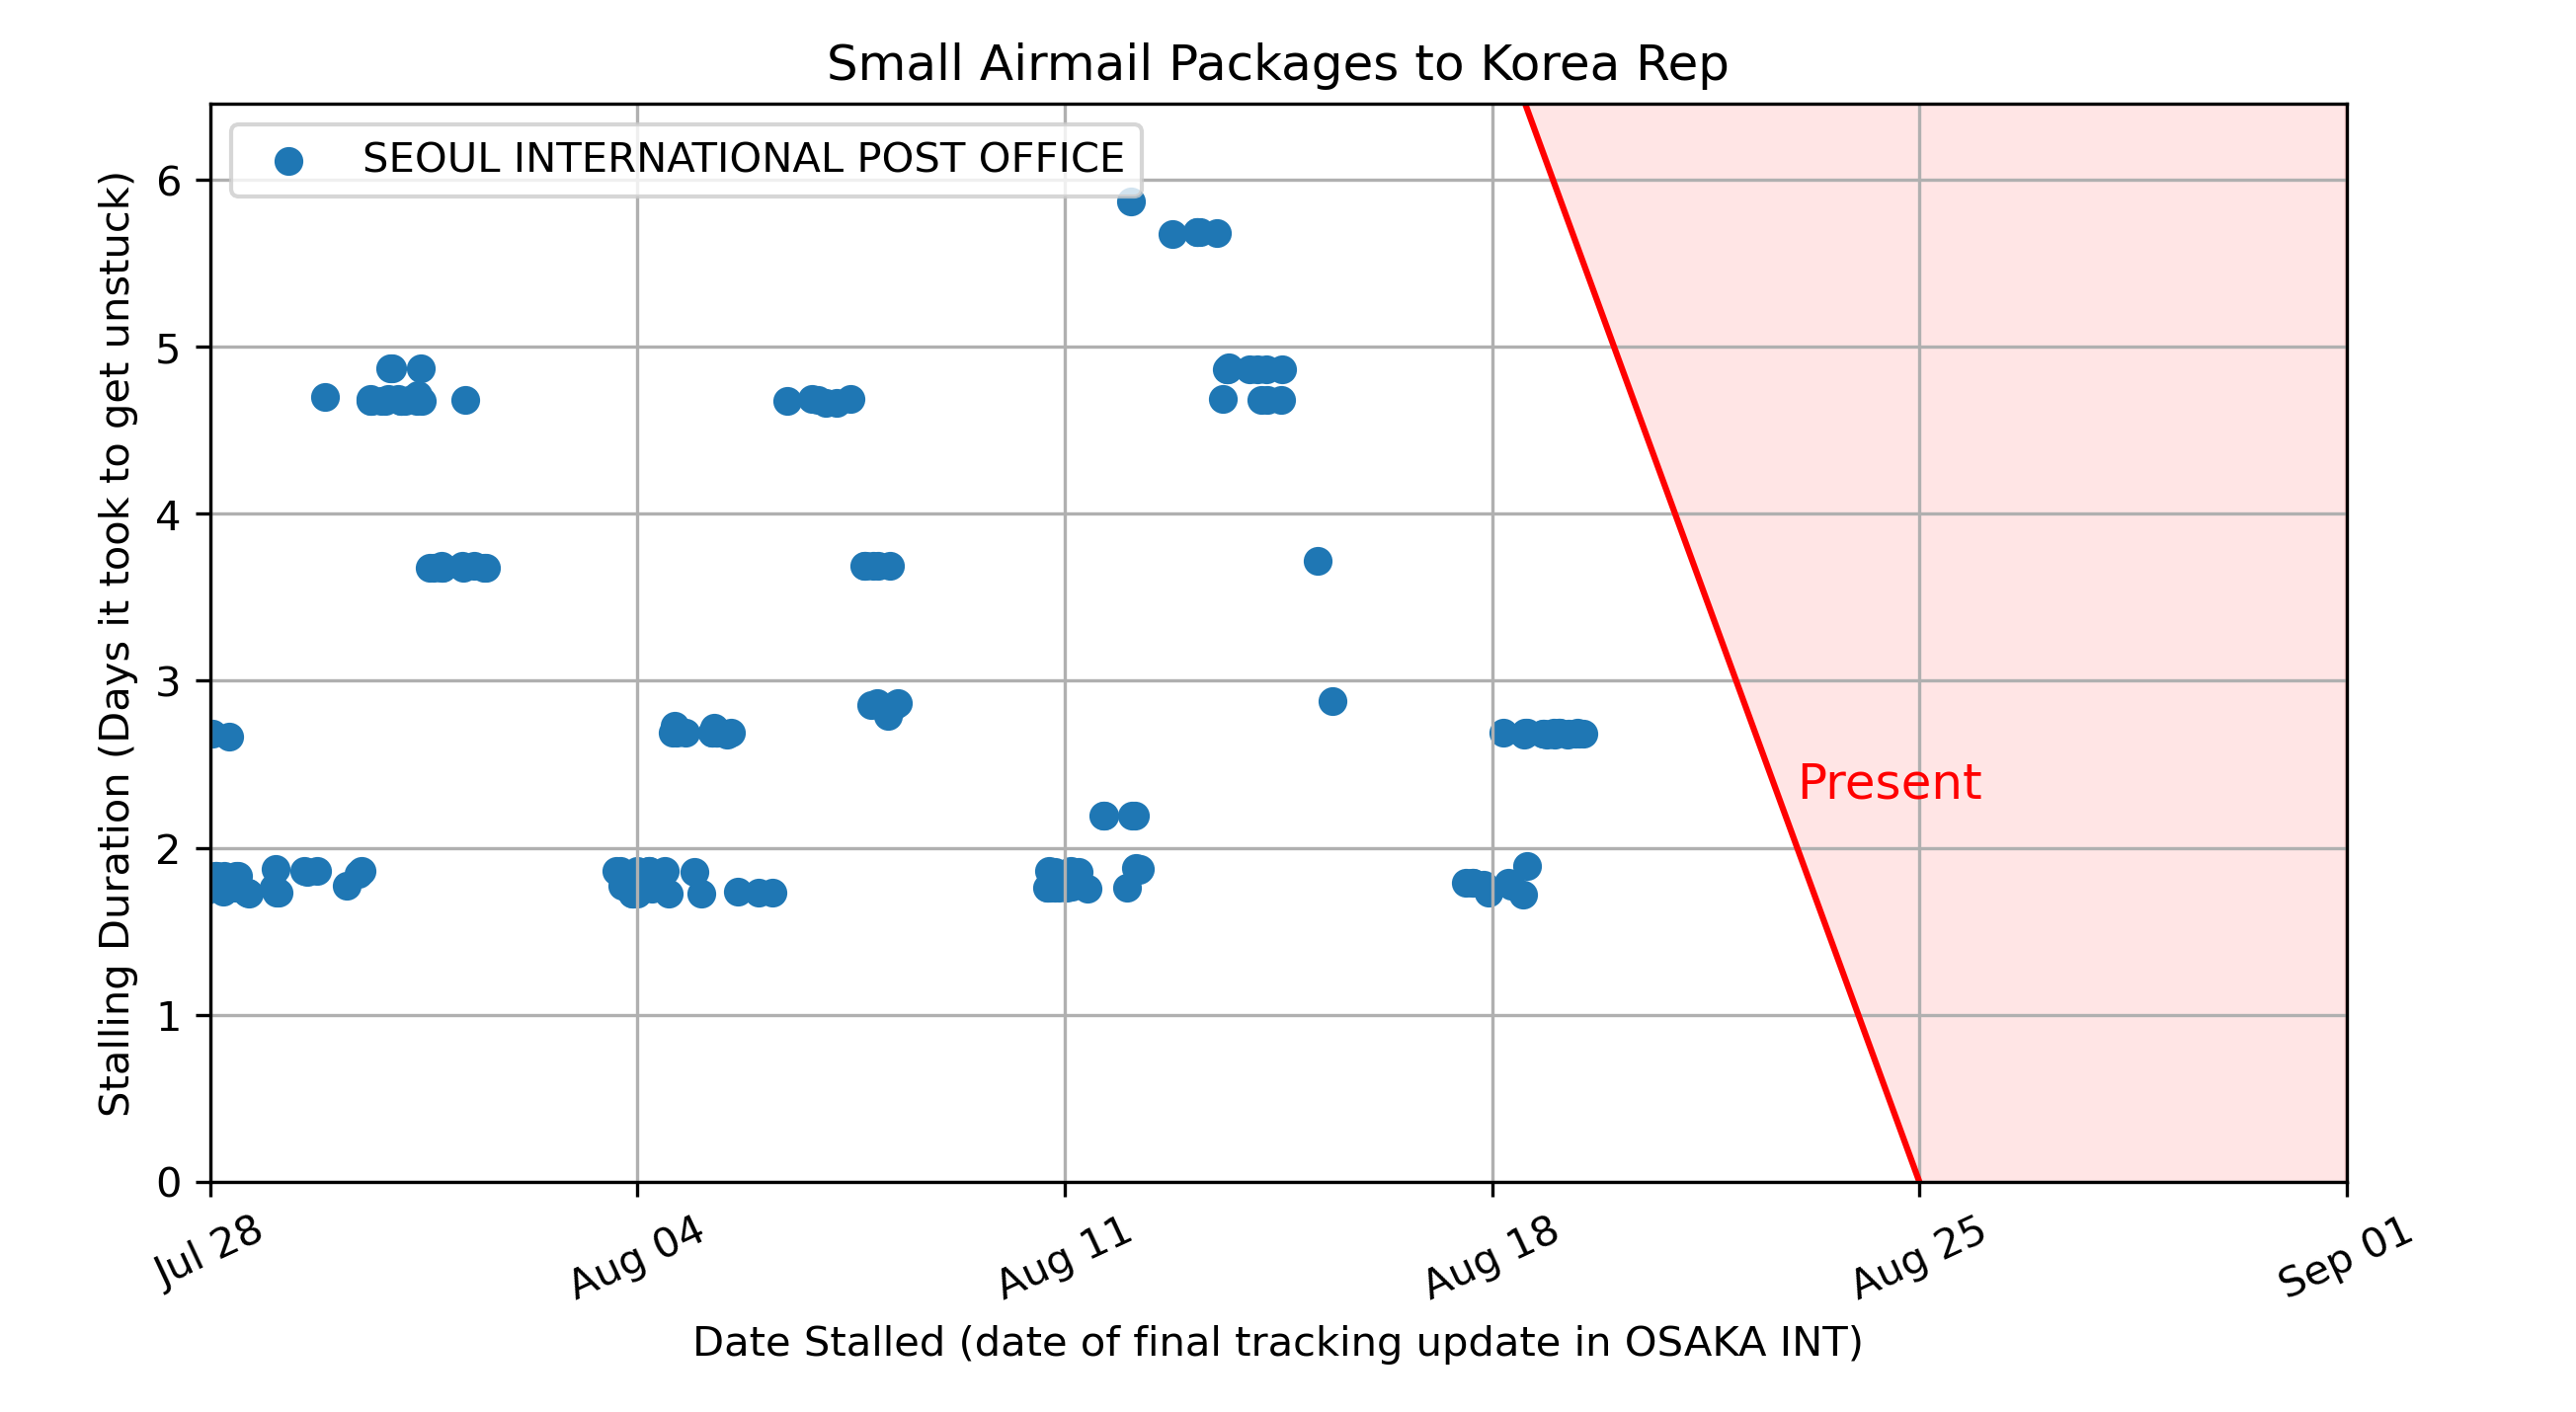 Small Airmail Packages to Korea Rep
SEOUL INTERNATIONAL POST OFFICE
Stalling Duration (Days it took to get unstuck)
6
5
4
3
2
1
0
Present
Jul 28
Aug 04
Aug 11
Aug 18
Aug 25
Sep 01
Date Stalled (date of final tracking update in OSAKA INT)